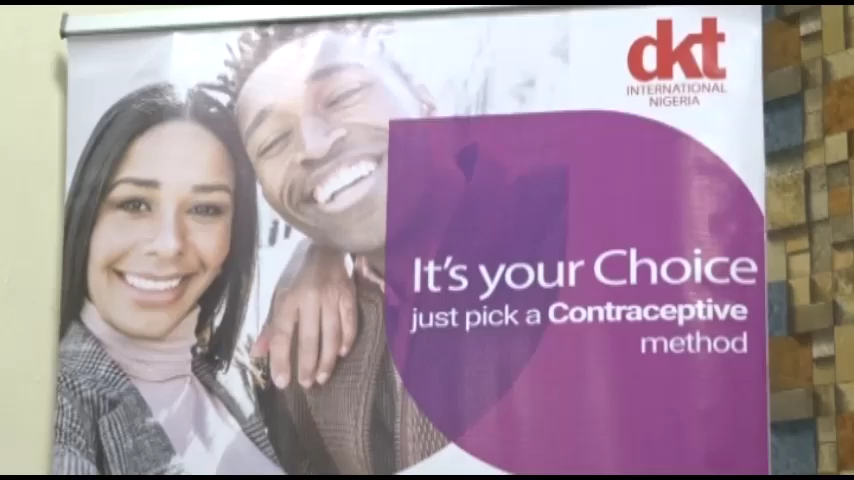 dkt
INTERNATIONAL
NIGERIA
It's your Choice
just pick a Contraceptive
method